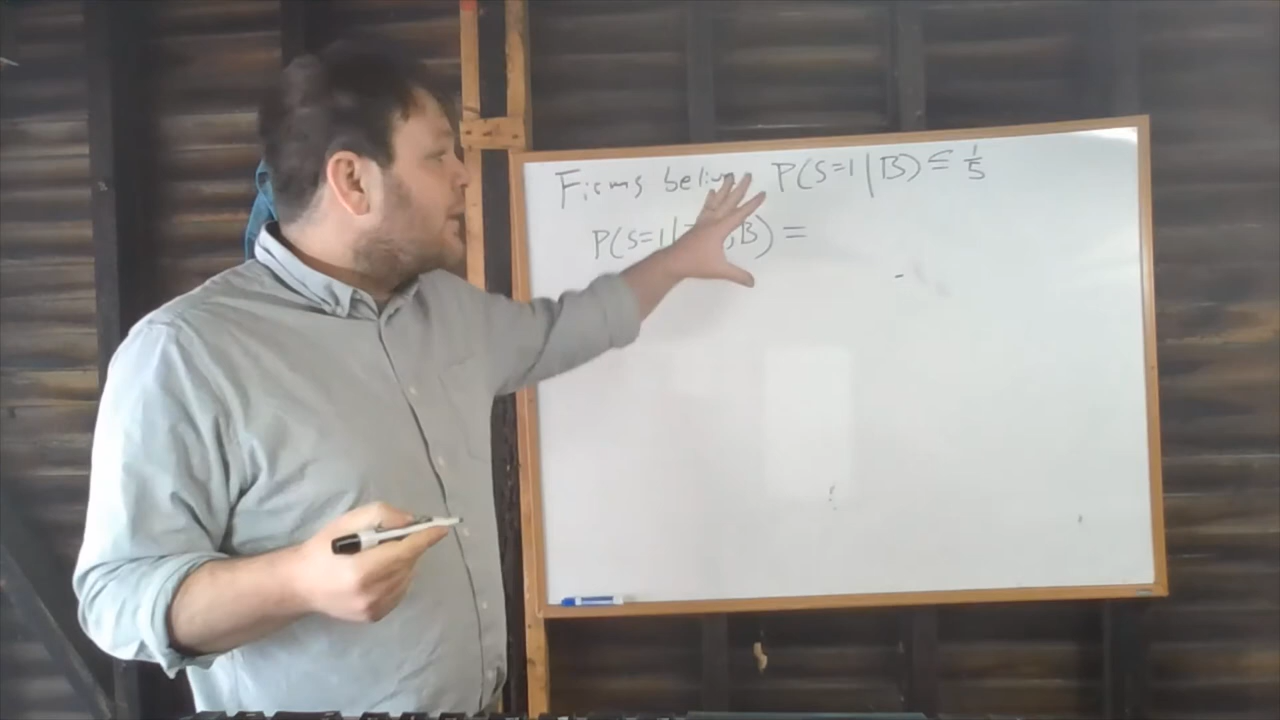 Firms P(S=1|B) ≤ 1/5
P(S=1| ,B) =